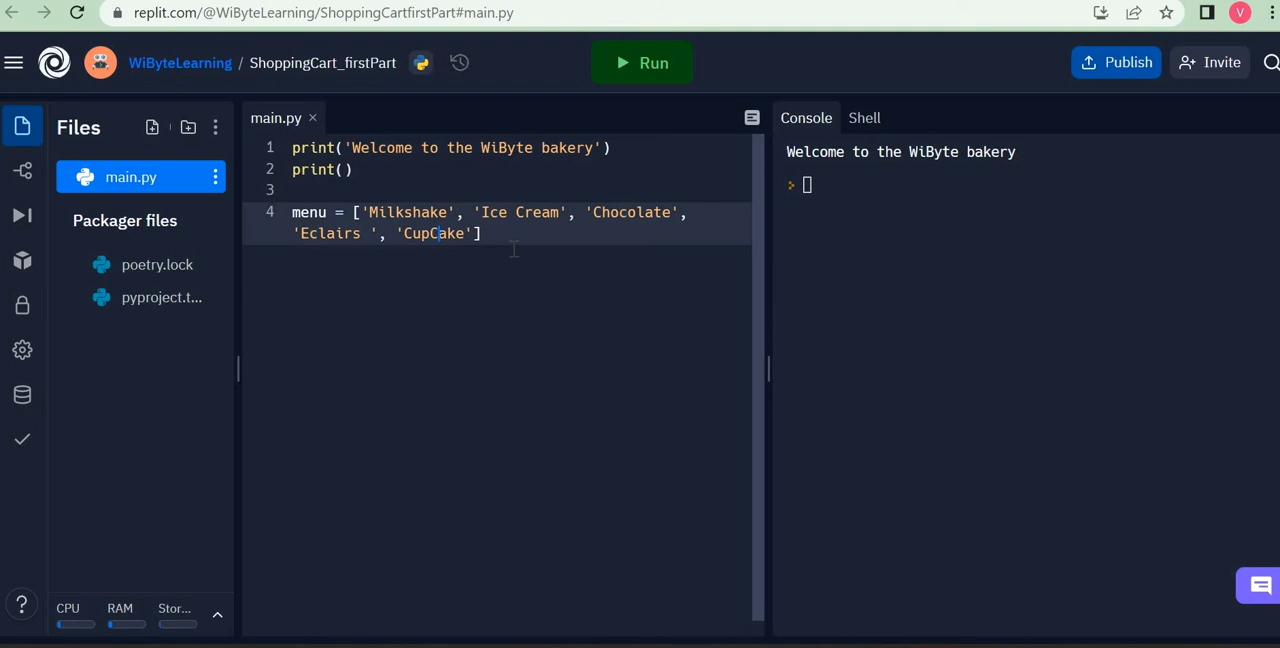 replit.com/@WiByteLearning/ShoppingCartfirstPart#main.py
V
WiByteLearning / ShoppingCart_firstPart
Run
Publish
Invite
Files
main.py
Packager files
poetry.lock
pyproject.t...
CPU
RAM
Stor...
?
main.py ×
1 print('Welcome to the WiByte bakery')
2 print()
3
4 menu = ['Milkshake', 'Ice Cream', 'Chocolate',
'Eclairs ', 'CupCake']
Console
Shell
Welcome to the WiByte bakery